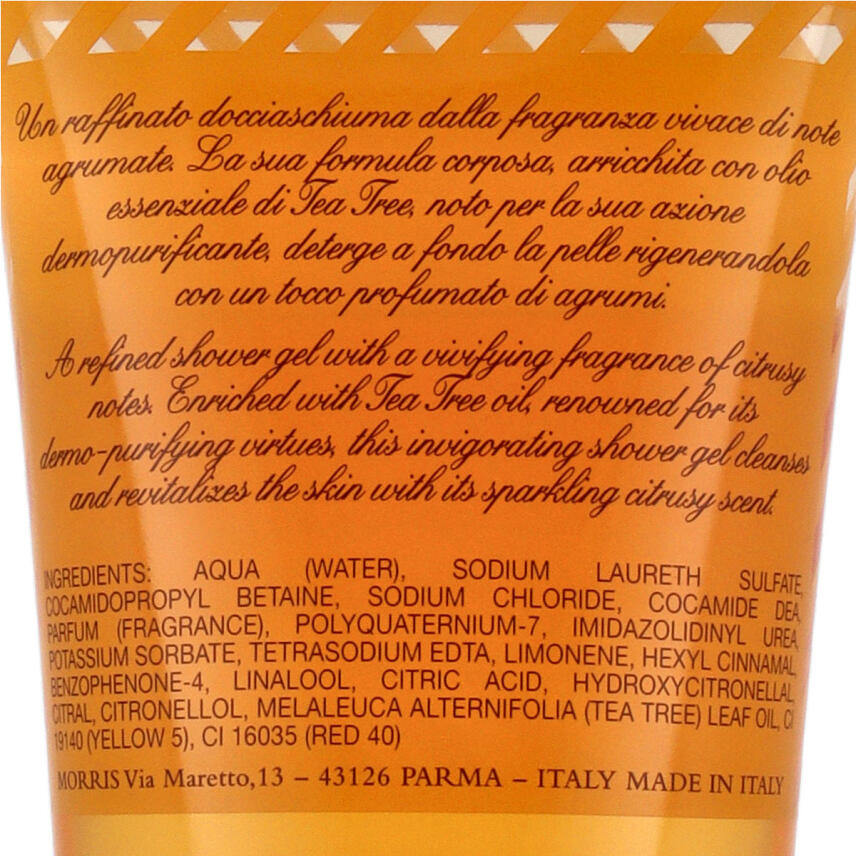 Un raffinato docciaschiuma dalla fragranza vivace di note
agrumate. La sua formula corposa, arricchita con olio
essenziale di Tea Tree, noto per la sua azione
dermopurificante, deterge a fondo la pelle rigenerandola
con un tocco profumato di agrumi.
A refined shower gel with a vivifying fragrance of citrusy
notes. Enriched with Tea Tree oil, renowned for its
dermo-purifying virtues, this invigorating shower gel cleanses
and revitalizes the skin with its sparkling citrusy scent.
INGREDIENTS: AQUA (WATER), SODIUM LAURETH SULFATE,
COCAMIDOPROPYL BETAINE, SODIUM CHLORIDE, COCAMIDE DEA,
PARFUM (FRAGRANCE), POLYQUATERNIUM-7, IMIDAZOLIDINYL UREA,
POTASSIUM SORBATE, TETRASODIUM EDTA, LIMONENE, HEXYL CINNAMAL,
BENZOPHENONE-4, LINALOOL, CITRIC ACID, HYDROXYCITRONELLAL,
CITRAL, CITRONELLOL, MELALEUCA ALTERNIFOLIA (TEA TREE) LEAF OIL, CI
19140 (YELLOW 5), CI 16035 (RED 40)
MORRIS Via Maretto,13 – 43126 PARMA – ITALY MADE IN ITALY